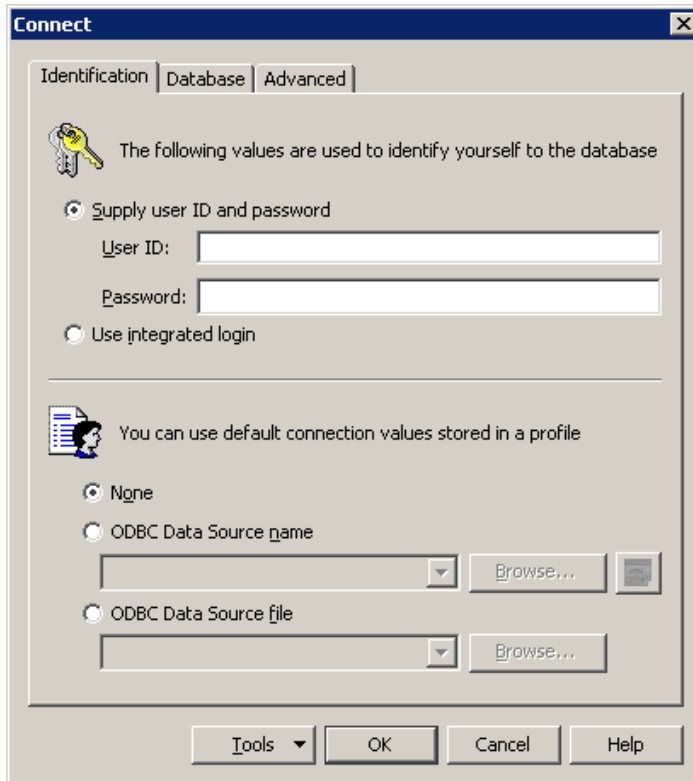 Connect
Identification Database Advanced
The following values are used to identify yourself to the database
Supply user ID and password
User ID:
Password:
Use integrated login
You can use default connection values stored in a profile
None
ODBC Data Source name
Browse...
ODBC Data Source file
Browse...
Tools OK Cancel Help